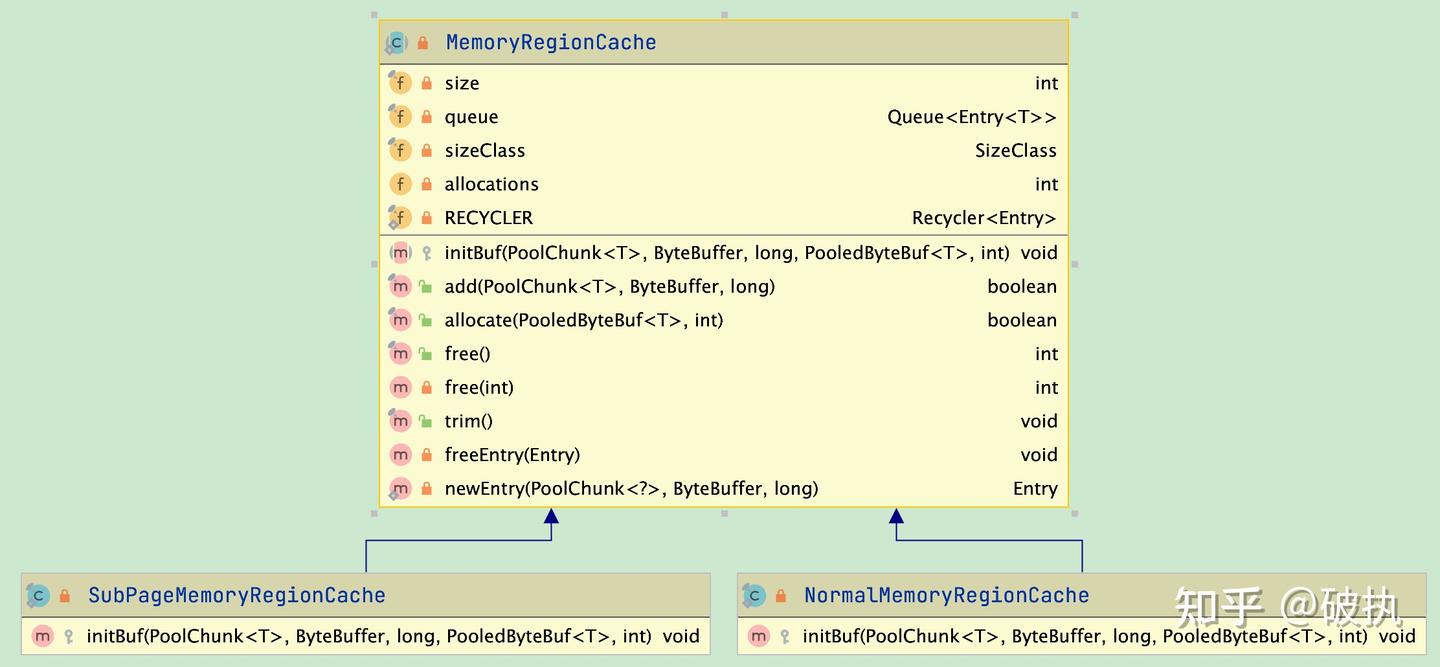 MemoryRegionCache
size int
queue Queue<Entry<T>>
sizeClass SizeClass
allocations int
RECYCLER Recycler<Entry>
initBuf(PoolChunk<T>, ByteBuffer, long, PooledByteBuf<T>, int) void
add(PoolChunk<T>, ByteBuffer, long) boolean
allocate(PooledByteBuf<T>, int) boolean
free() int
free(int) int
trim() void
freeEntry(Entry) void
newEntry(PoolChunk<?>, ByteBuffer, long) Entry
SubPageMemoryRegionCache
initBuf(PoolChunk<T>, ByteBuffer, long, PooledByteBuf<T>, int) void
NormalMemoryRegionCache
initBuf(PoolChunk<T>, ByteBuffer, long, PooledByteBuf<T>, int) void
知乎 @破执